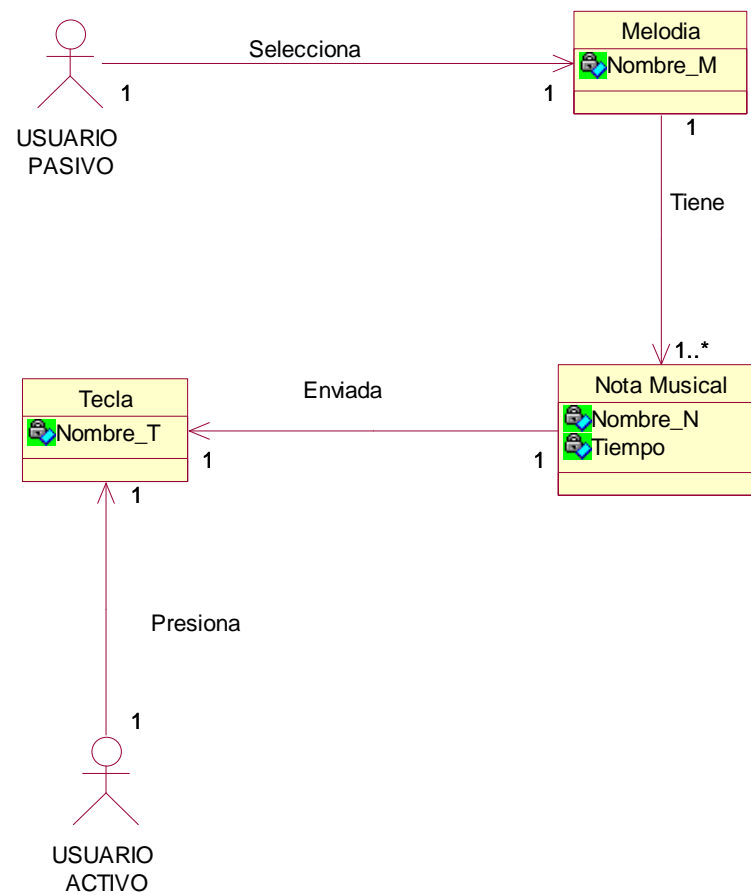 Selecciona
Melodia
Nombre_M
1
1
1
USUARIO
PASIVO
Tiene
1..*
Tecla
Nombre_T
Enviada
Nota Musical
Nombre_N
Tiempo
1
1
1
Presiona
1
USUARIO
ACTIVO